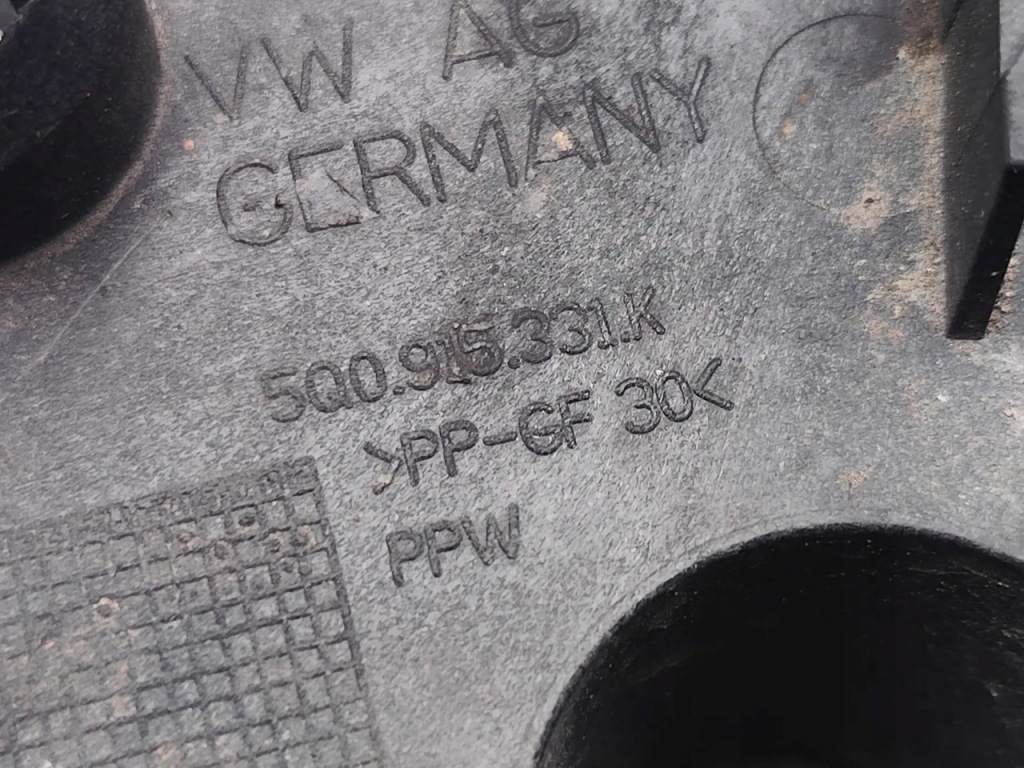 VW AG
GERMANY
5Q0.915.331.K
>PP-GF 30<
PPW